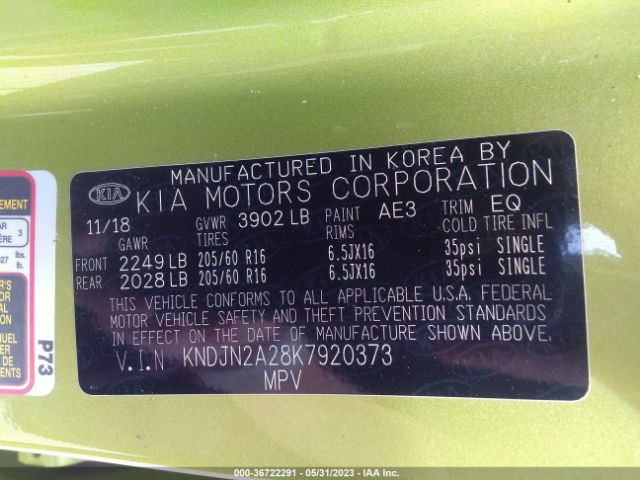 MANUFACTURED IN KOREA BY
KIA KIA MOTORS CORPORATION
11/18 GVWR 3902 LB PAINT AE3 TRIM EQ
GAWR TIRES RIMS COLD TIRE INFL
FRONT 2249 LB 205/60 R16 6.5JX16 35psi SINGLE
REAR 2028 LB 205/60 R16 6.5JX16 35psi SINGLE
THIS VEHICLE CONFORMS TO ALL APPLICABLE U.S.A. FEDERAL
MOTOR VEHICLE SAFETY AND THEFT PREVENTION STANDARDS
IN EFFECT ON THE DATE OF MANUFACTURE SHOWN ABOVE.
V.I.N KNDJN2A28K7920373
MPV
P73
000-36722291 - 05/31/2023 - IAA Inc.